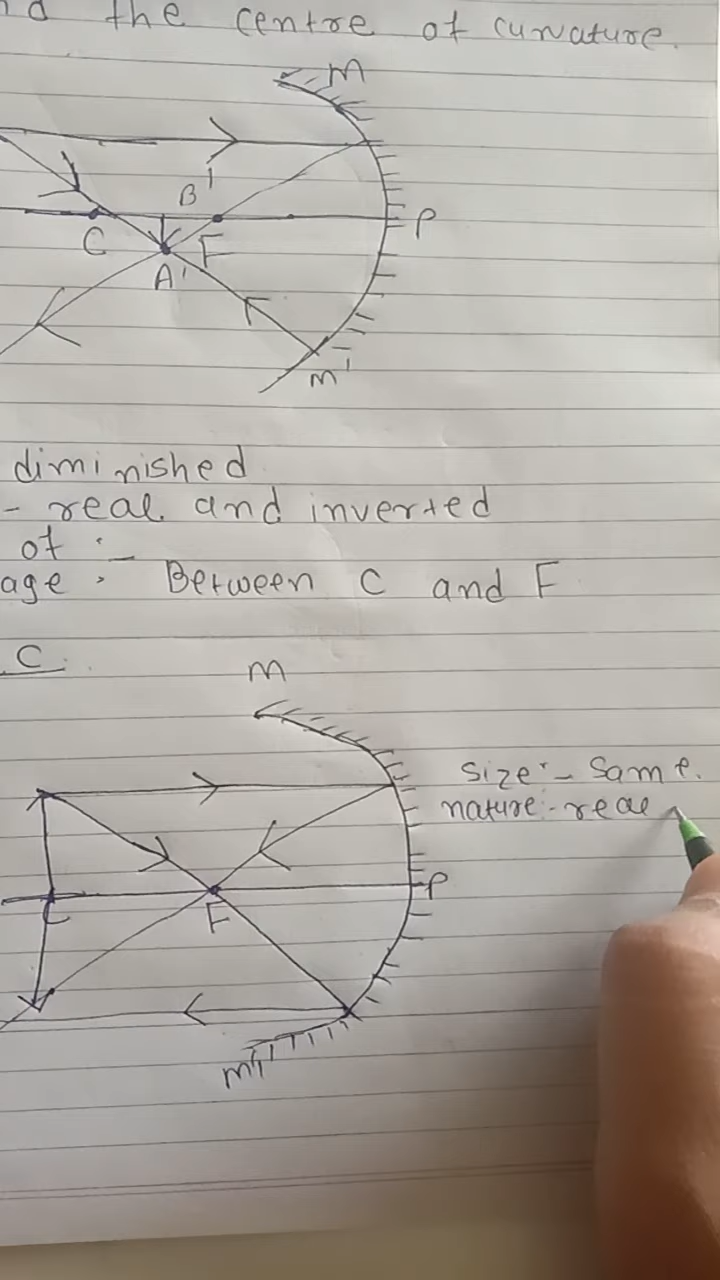 the centre of curvature.
M
B'
P
C
F
A'
M'
diminished
- real and inverted
of :-
age : Between C and F
C.
M
Size :- Same.
nature :- real
P
C
F
M'